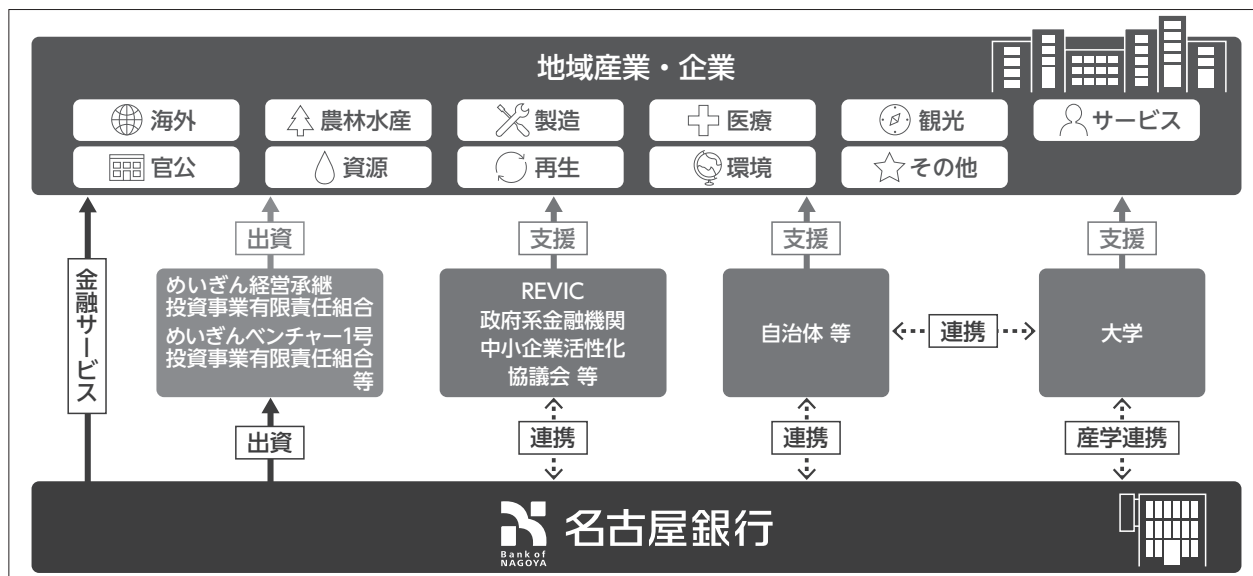 地域産業・企業
海外
農林水産
製造
医療
観光
サービス
官公
資源
再生
環境
その他
金融サービス
出資
支援
支援
支援
めいぎん経営承継
投資事業有限責任組合
めいぎんベンチャー1号
投資事業有限責任組合
等
REVIC
政府系金融機関
中小企業活性化
協議会 等
自治体 等
連携
大学
出資
連携
連携
産学連携
Bank of
NAGOYA
名古屋銀行